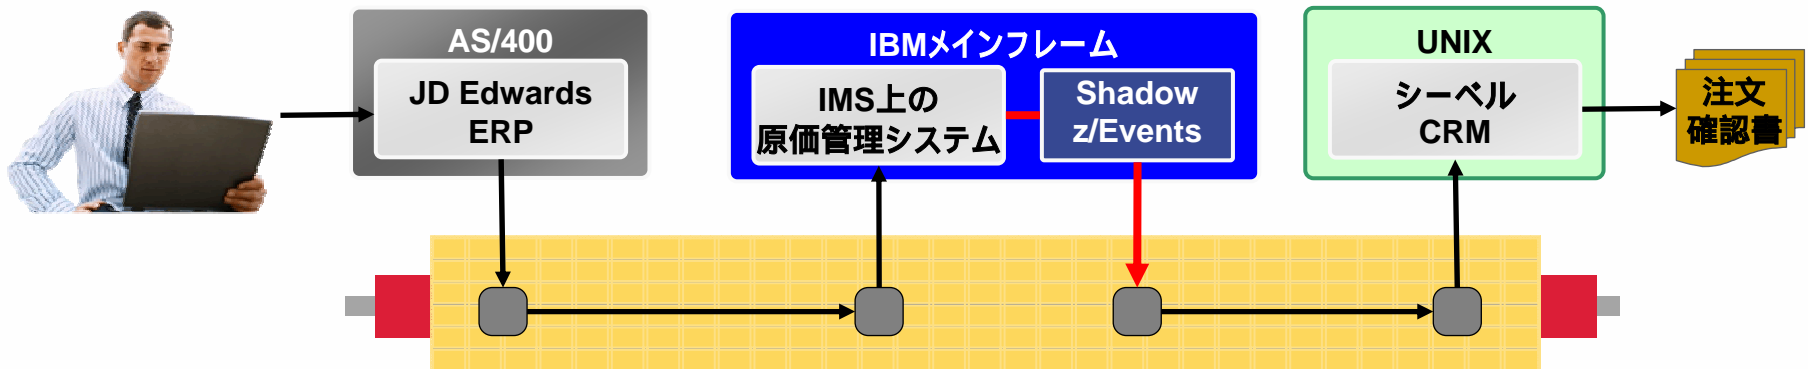 AS/400
JD Edwards
ERP
IBMメインフレーム
IMS上の
原価管理システム
Shadow
z/Events
UNIX
シーベル
CRM
注文
確認書